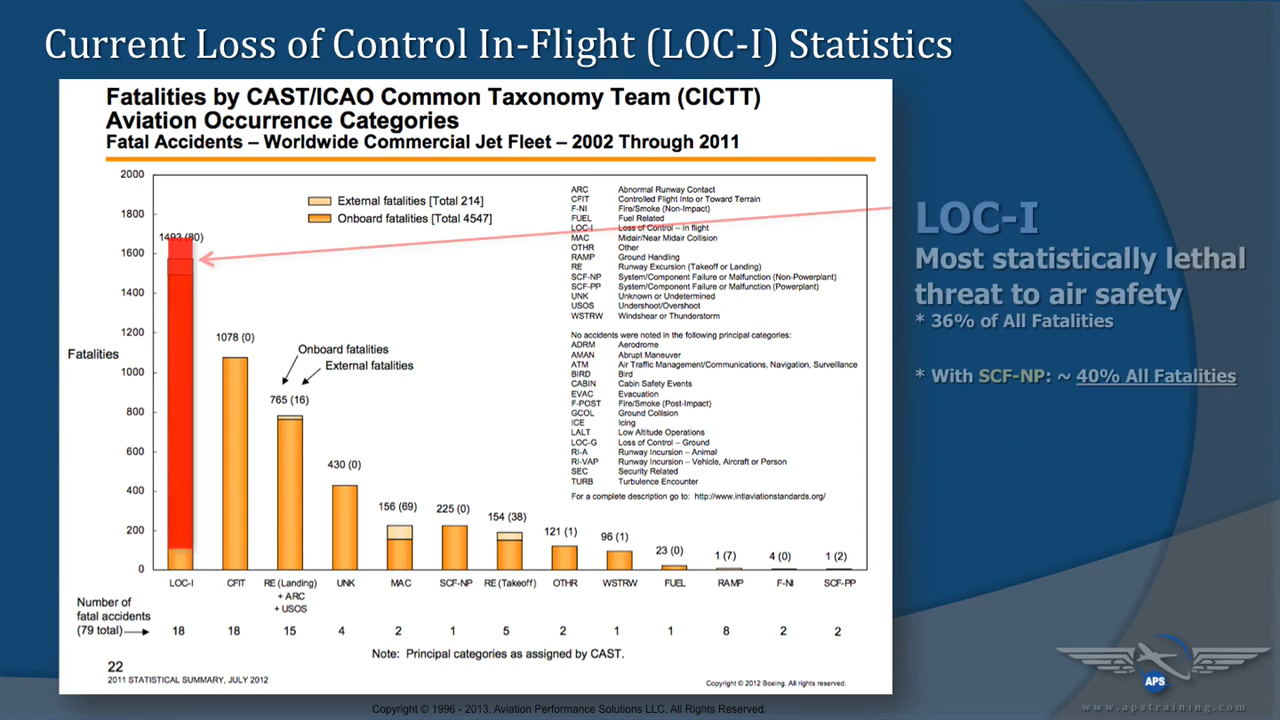 Current Loss of Control In-Flight (LOC-I) Statistics
Fatalities by CAST/ICAO Common Taxonomy Team (CICTT)
Aviation Occurrence Categories
Fatal Accidents – Worldwide Commercial Jet Fleet – 2002 Through 2011
2000
1800
1600
1400
1200
1000
800
600
400
200
0
Fatalities
External fatalities [Total 214]
Onboard fatalities [Total 4547]
ARC Abnormal Runway Contact
CFIT Controlled Flight Into or Toward Terrain
F-NI Fire/Smoke (Non-Impact)
FUEL Fuel Related
LOC-I Loss of Control – In flight
MAC Midair/Near Midair Collision
OTHR Other
RAMP Ground Handling
RE Runway Excursion (Takeoff or Landing)
SCF-NP System/Component Failure or Malfunction (Non-Powerplant)
SCF-PP System/Component Failure or Malfunction (Powerplant)
UNK Unknown or Undetermined
USOS Undershoot/Overshoot
WSTRW Windshear or Thunderstorm
No accidents were noted in the following principal categories:
ADRM Aerodrome
AMAN Abrupt Maneuver
ATM Air Traffic Management/Communications, Navigation, Surveillance
BIRD Bird
CABIN Cabin Safety Events
EVAC Evacuation
F-POST Fire/Smoke (Post-Impact)
GCOL Ground Collision
ICE Icing
LALT Low Altitude Operations
LOC-G Loss of Control – Ground
RI-A Runway Incursion – Animal
RI-VAP Runway Incursion – Vehicle, Aircraft or Person
SEC Security Related
TURB Turbulence Encounter
For a complete description go to: http://www.intlaviationstandards.org/
1493 (80)
1078 (0)
Onboard fatalities
External fatalities
765 (16)
430 (0)
156 (69)
225 (0)
154 (38)
121 (1)
96 (1)
23 (0)
1 (7)
4 (0)
1 (2)
LOC-I CFIT RE (Landing) UNK MAC SCF-NP RE (Takeoff) OTHR WSTRW FUEL RAMP F-NI SCF-PP
+ ARC
+ USOS
Number of
fatal accidents
(79 total)
18 18 15 4 2 1 5 2 1 1 8 2 2
Note: Principal categories as assigned by CAST.
22
2011 STATISTICAL SUMMARY, JULY 2012
Copyright © 2012 Boeing. All rights reserved.
LOC-I
Most statistically lethal
threat to air safety
* 36% of All Fatalities
* With SCF-NP: ~ 40% All Fatalities
APS
www.apstraining.com
Copyright © 1996 - 2013. Aviation Performance Solutions LLC. All Rights Reserved.